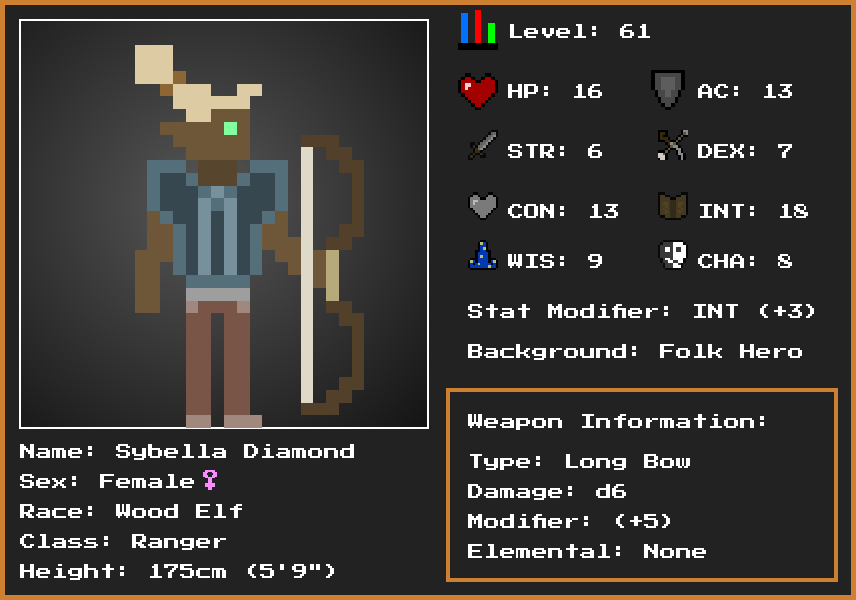 Level: 61
HP: 16 AC: 13
STR: 6 DEX: 7
CON: 13 INT: 18
WIS: 9 CHA: 8
Stat Modifier: INT (+3)
Background: Folk Hero
Weapon Information:
Type: Long Bow
Damage: d6
Modifier: (+5)
Elemental: None
Name: Sybella Diamond
Sex: Female♀
Race: Wood Elf
Class: Ranger
Height: 175cm (5'9")